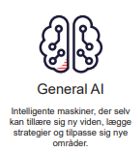 General AI
Intelligente maskiner, der selv
kan tillære sig ny viden, lægge
strategier og tilpasse sig nye
områder.